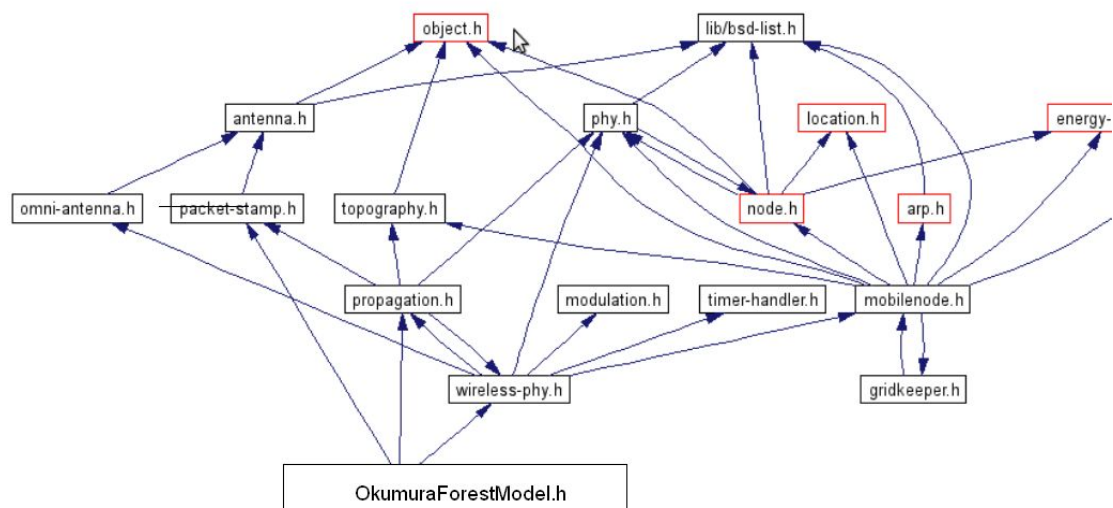 object.h
lib/bsd-list.h
antenna.h
phy.h
location.h
energy-
omni-antenna.h
packet-stamp.h
topography.h
node.h
arp.h
propagation.h
modulation.h
timer-handler.h
mobilenode.h
wireless-phy.h
gridkeeper.h
OkumuraForestModel.h